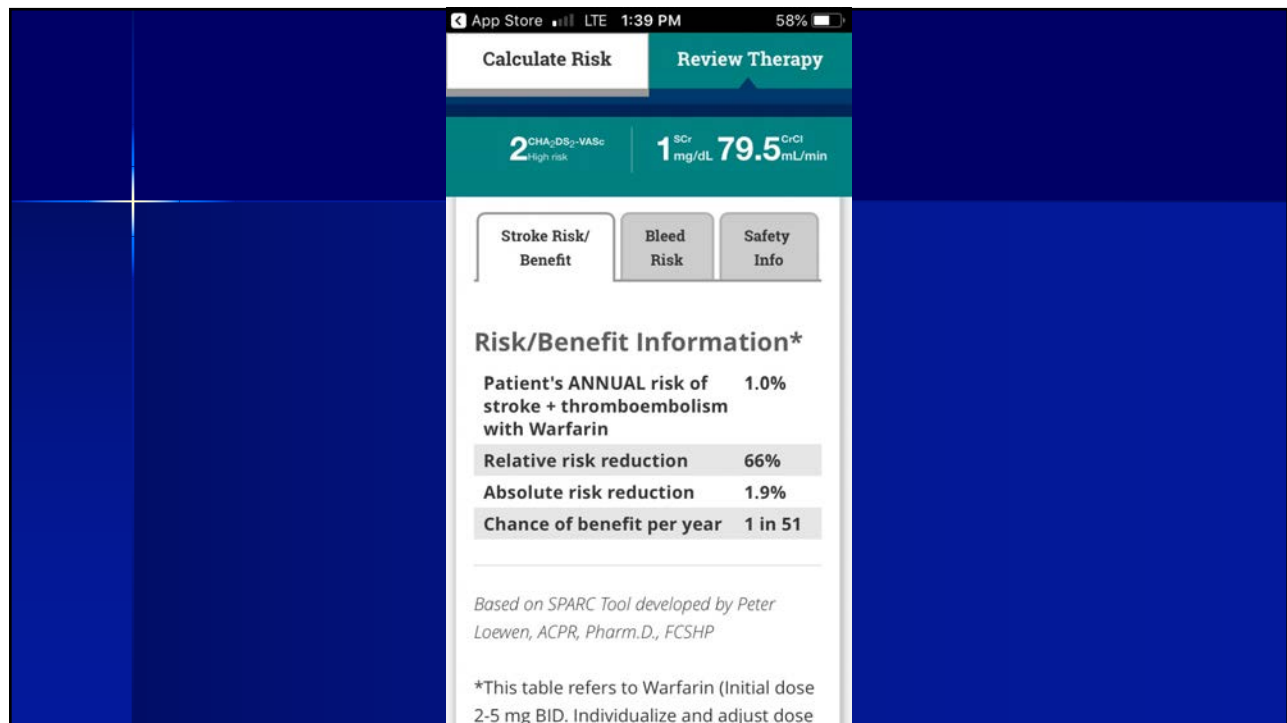 App Store LTE 1:39 PM 58%
Calculate Risk Review Therapy
2 CHA₂DS₂-VASc High risk 1 SCr mg/dL 79.5 CrCl mL/min
Stroke Risk/ Benefit Bleed Risk Safety Info
Risk/Benefit Information*
Patient's ANNUAL risk of 1.0%
stroke + thromboembolism
with Warfarin
Relative risk reduction 66%
Absolute risk reduction 1.9%
Chance of benefit per year 1 in 51
Based on SPARC Tool developed by Peter
Loewen, ACPR, Pharm.D., FCSHP
*This table refers to Warfarin (Initial dose
2-5 mg BID. Individualize and adjust dose